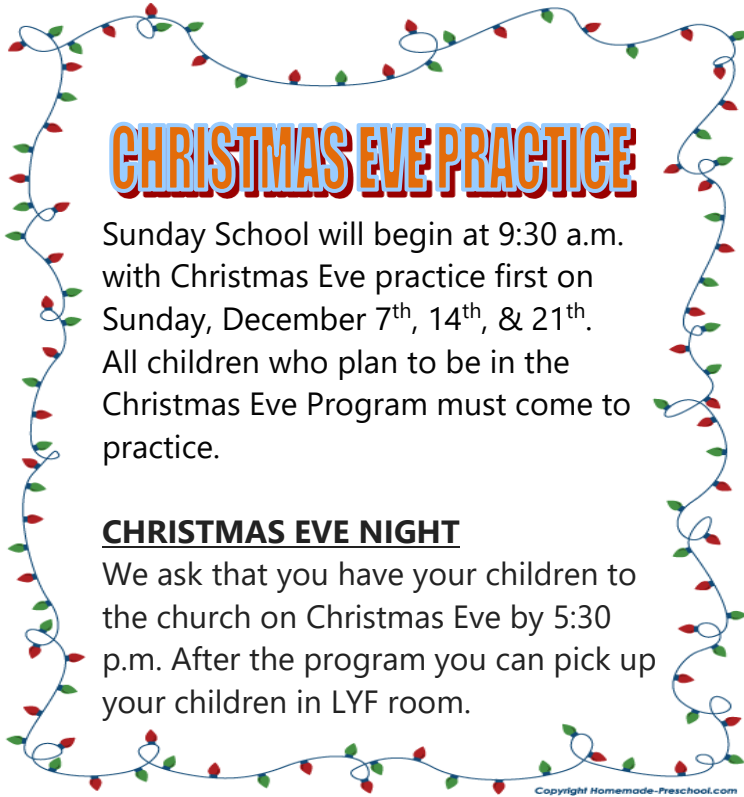 CHRISTMAS EVE PRACTICE
Sunday School will begin at 9:30 a.m.
with Christmas Eve practice first on
Sunday, December 7th, 14th, & 21th.
All children who plan to be in the
Christmas Eve Program must come to
practice.
CHRISTMAS EVE NIGHT
We ask that you have your children to
the church on Christmas Eve by 5:30
p.m. After the program you can pick up
your children in LYF room.
Copyright Homemade-Preschool.com